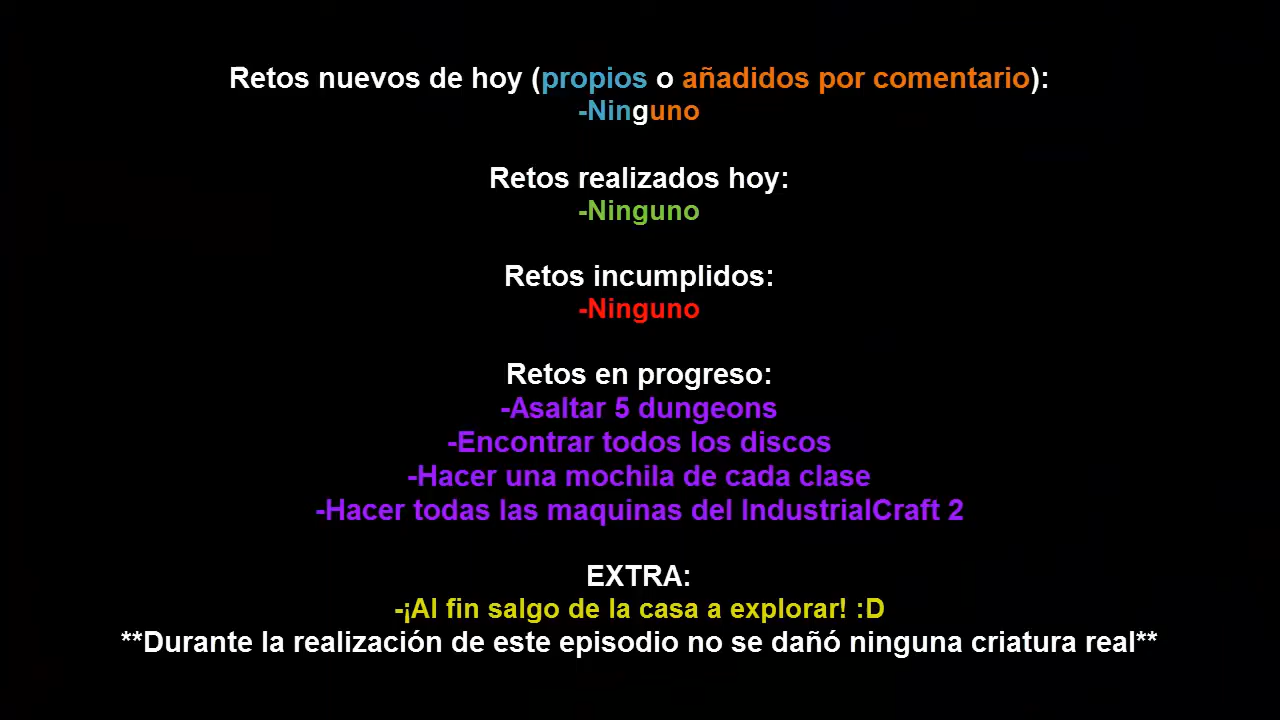 Retos nuevos de hoy (propios o añadidos por comentario):
-Ninguno
Retos realizados hoy:
-Ninguno
Retos incumplidos:
-Ninguno
Retos en progreso:
-Asaltar 5 dungeons
-Encontrar todos los discos
-Hacer una mochila de cada clase
-Hacer todas las maquinas del IndustrialCraft 2
EXTRA:
-¡Al fin salgo de la casa a explorar! :D
**Durante la realización de este episodio no se dañó ninguna criatura real**